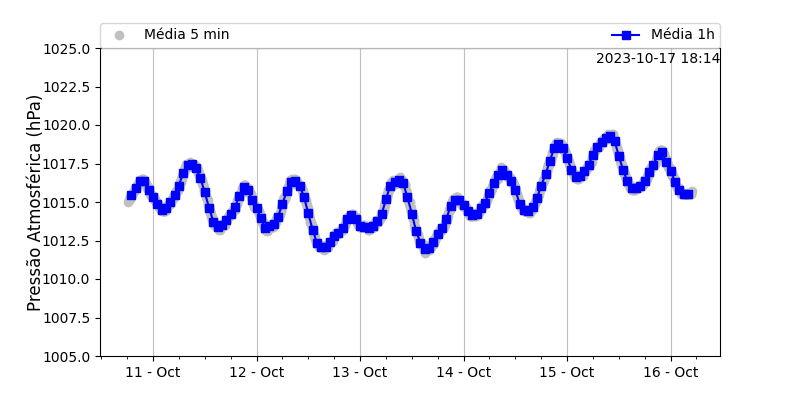 Média 5 min
Média 1h
2023-10-17 18:14
Pressão Atmosférica (hPa)
1025.0
1022.5
1020.0
1017.5
1015.0
1012.5
1010.0
1007.5
1005.0
11 - Oct
12 - Oct
13 - Oct
14 - Oct
15 - Oct
16 - Oct